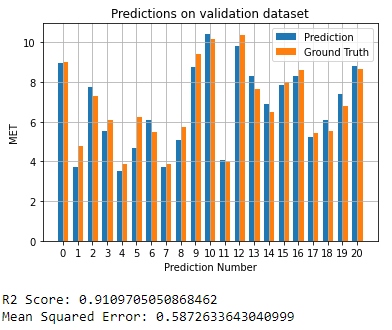 Predictions on validation dataset
Prediction
Ground Truth
10
8
6
4
2
0
MET
0 1 2 3 4 5 6 7 8 9 10 11 12 13 14 15 16 17 18 19 20
Prediction Number
R2 Score: 0.9109705050868462
Mean Squared Error: 0.5872633643040999